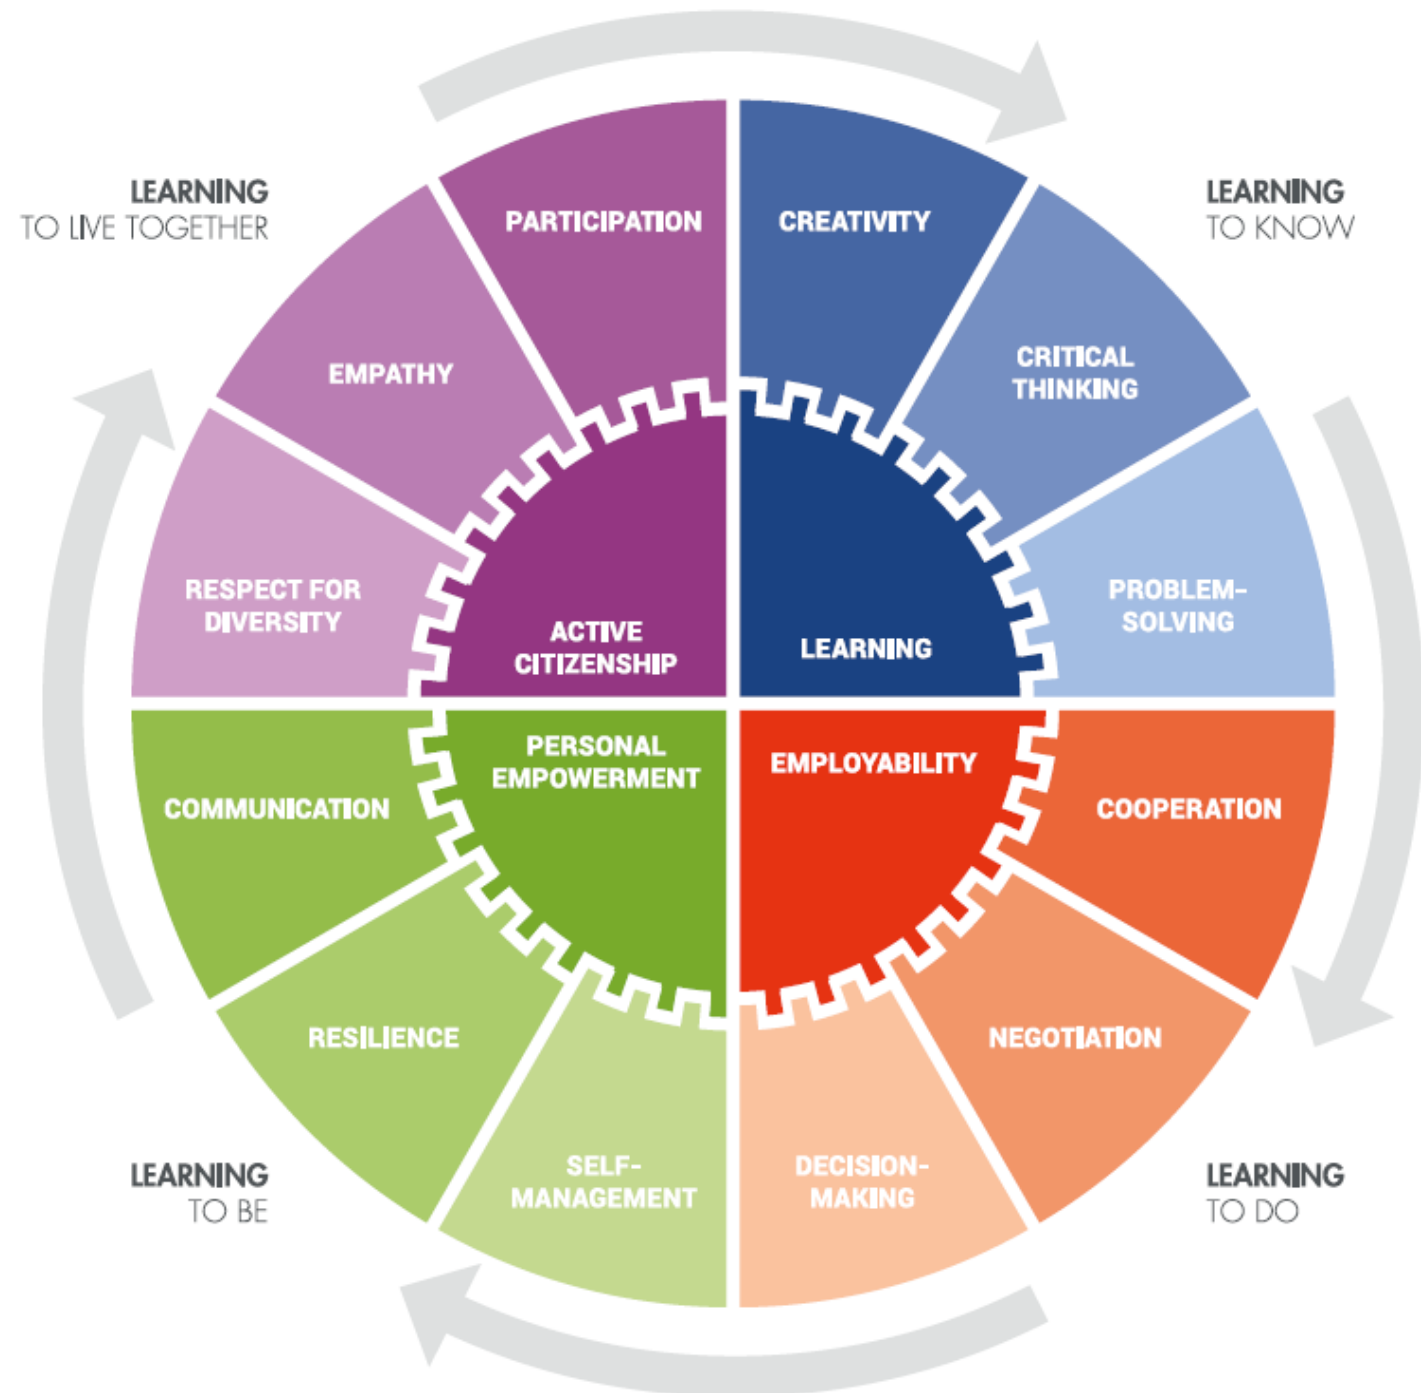 LEARNING
TO LIVE TOGETHER
LEARNING
TO KNOW
PARTICIPATION
CREATIVITY
EMPATHY
CRITICAL
THINKING
RESPECT FOR
DIVERSITY
PROBLEM-
SOLVING
ACTIVE
CITIZENSHIP
LEARNING
PERSONAL
EMPOWERMENT
EMPLOYABILITY
COMMUNICATION
COOPERATION
RESILIENCE
NEGOTIATION
SELF-
MANAGEMENT
DECISION-
MAKING
LEARNING
TO BE
LEARNING
TO DO